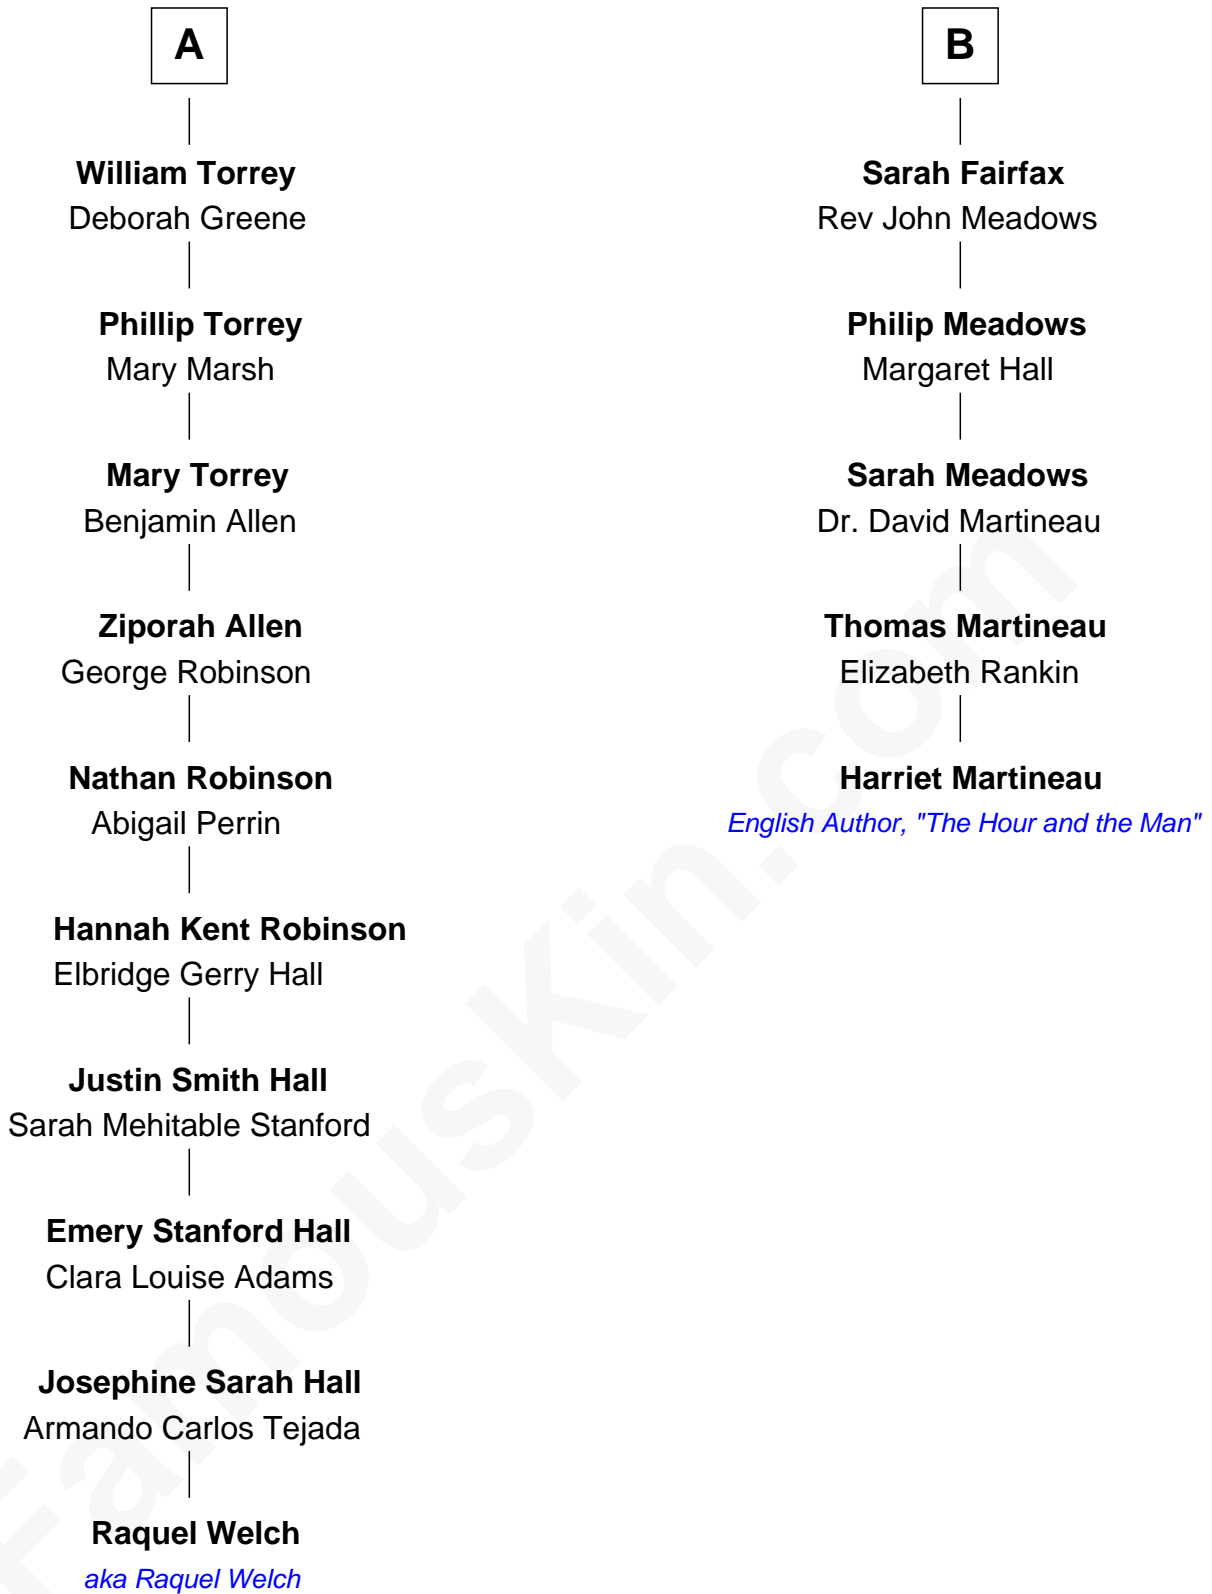 A
William Torrey
Deborah Greene
Phillip Torrey
Mary Marsh
Mary Torrey
Benjamin Allen
Ziporah Allen
George Robinson
Nathan Robinson
Abigail Perrin
Hannah Kent Robinson
Elbridge Gerry Hall
Justin Smith Hall
Sarah Mehitable Stanford
Emery Stanford Hall
Clara Louise Adams
Josephine Sarah Hall
Armando Carlos Tejada
Raquel Welch
aka Raquel Welch
B
Sarah Fairfax
Rev John Meadows
Philip Meadows
Margaret Hall
Sarah Meadows
Dr. David Martineau
Thomas Martineau
Elizabeth Rankin
Harriet Martineau
English Author, "The Hour and the Man"
FamousKin.com